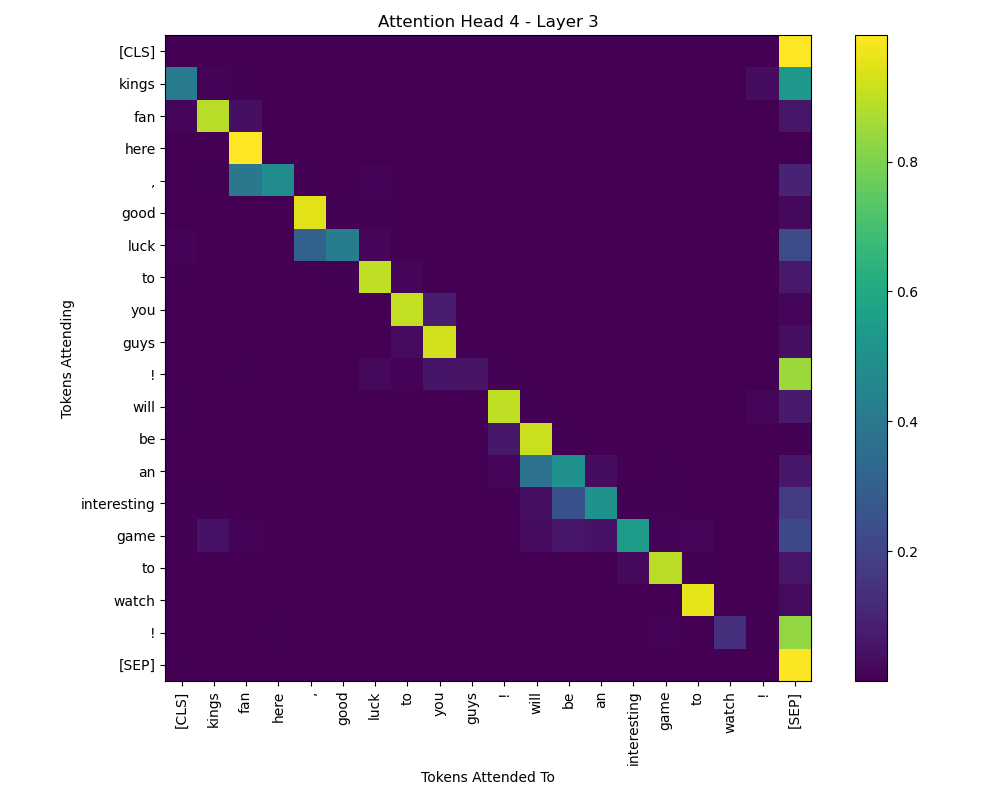 Attention Head 4 - Layer 3
[CLS]
kings
fan
here
,
good
luck
to
you
guys
!
will
be
an
interesting
game
to
watch
!
[SEP]
Tokens Attending
[CLS]
kings
fan
here
,
good
luck
to
you
guys
!
will
be
an
interesting
game
to
watch
!
[SEP]
Tokens Attended To
0.8
0.6
0.4
0.2